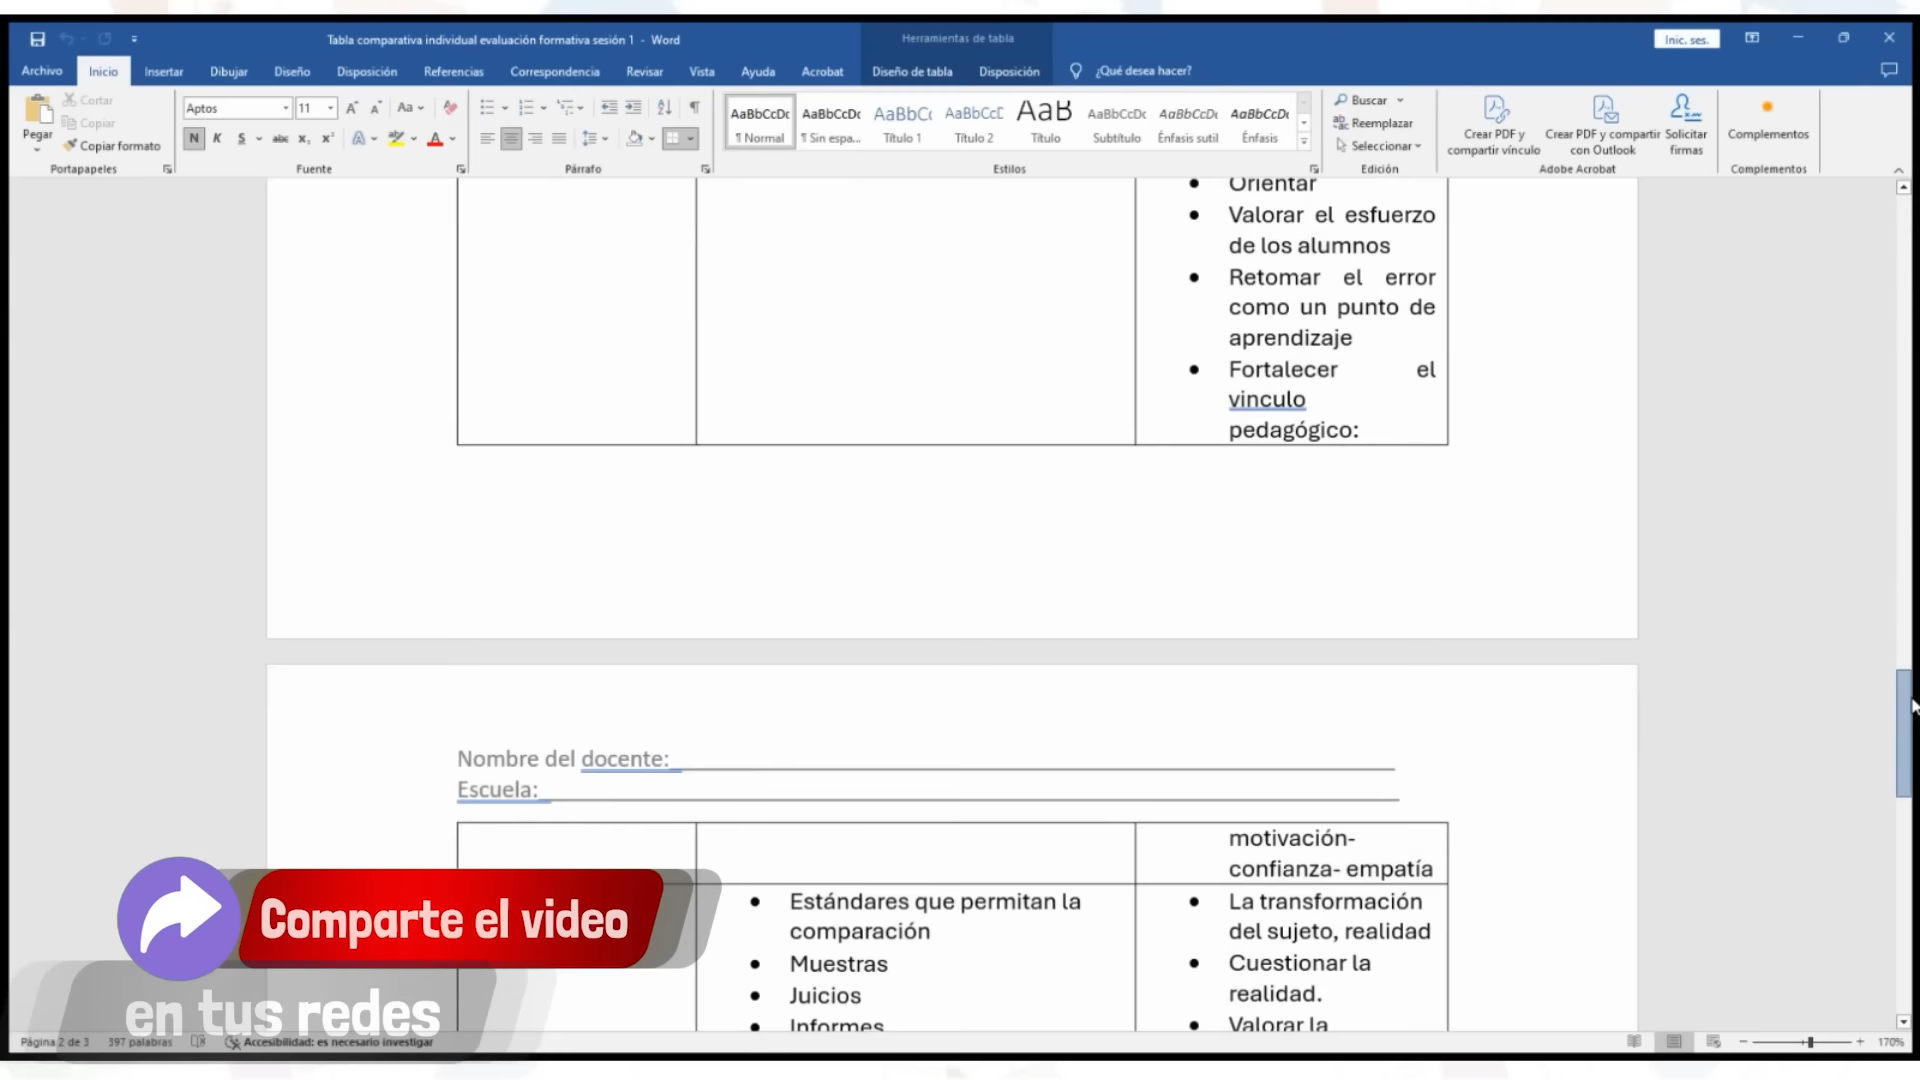 Tabla comparativa individual evaluación formativa sesión 1 - Word
Herramientas de tabla
Inic. ses.
Archivo Inicio Insertar Dibujar Diseño Disposición Referencias Correspondencia Revisar Vista Ayuda Acrobat Diseño de tabla Disposición ¿Qué desea hacer?
Pegar
Cortar
Copiar
Copiar formato
Portapapeles
Aptos 11
Fuente
Párrafo
AaBbCcDc AaBbCcDc AaBbC( AaBbCcD AaB AaBbCcDc AaBbCcDc AaBbCcDc
¶ Normal ¶ Sin espa... Título 1 Título 2 Título Subtítulo Énfasis sutil Énfasis
Estilos
Buscar
Reemplazar
Seleccionar
Edición
Crear PDF y
compartir vínculo
Crear PDF y compartir
con Outlook
Solicitar
firmas
Adobe Acrobat
Complementos
Complementos
Orientar
• Valorar el esfuerzo
de los alumnos
• Retomar el error
como un punto de
aprendizaje
• Fortalecer el
vinculo
pedagógico:
Nombre del docente:
Escuela:
motivación-
confianza- empatía
• Estándares que permitan la
comparación
• Muestras
• Juicios
• Informes
• La transformación
del sujeto, realidad
• Cuestionar la
realidad.
• Valorar la
Comparte el video
en tus redes
Página 2 de 3 397 palabras Accesibilidad: es necesario investigar
170%